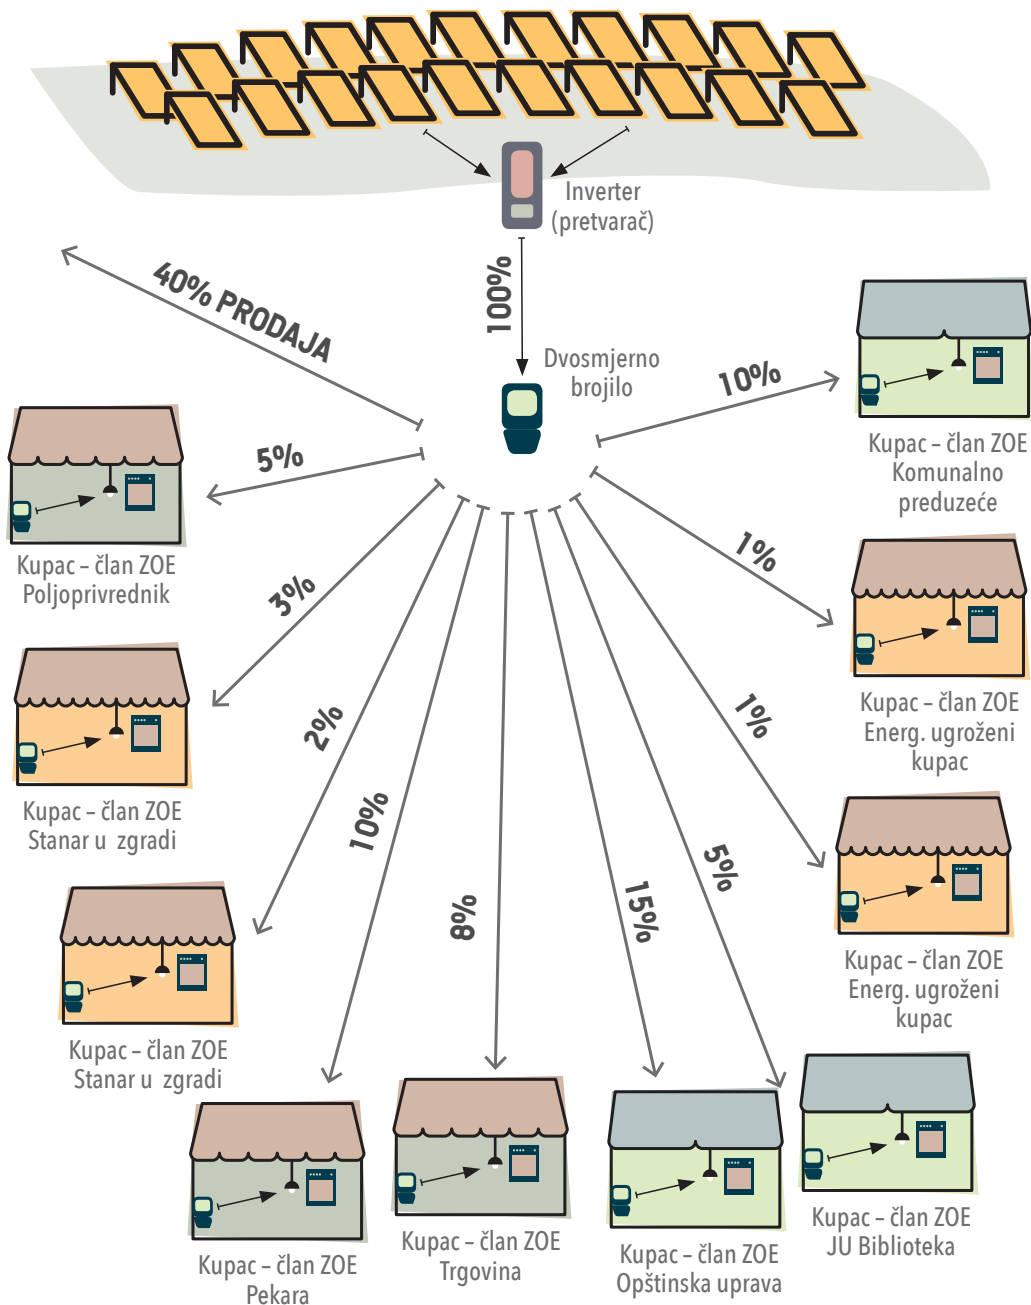 Inverter
(pretvarač)
100%
40% PRODAJA
Dvosmjerno
brojilo
10%
Kupac – član ZOE
Komunalno
preduzeće
5%
Kupac – član ZOE
Poljoprivrednik
1%
Kupac – član ZOE
Energ. ugroženi
kupac
3%
Kupac – član ZOE
Stanar u zgradi
1%
Kupac – član ZOE
Energ. ugroženi
kupac
2%
Kupac – član ZOE
Stanar u zgradi
10%
Kupac – član ZOE
Pekara
8%
Kupac – član ZOE
Trgovina
15%
Kupac – član ZOE
Opštinska uprava
5%
Kupac – član ZOE
JU Biblioteka